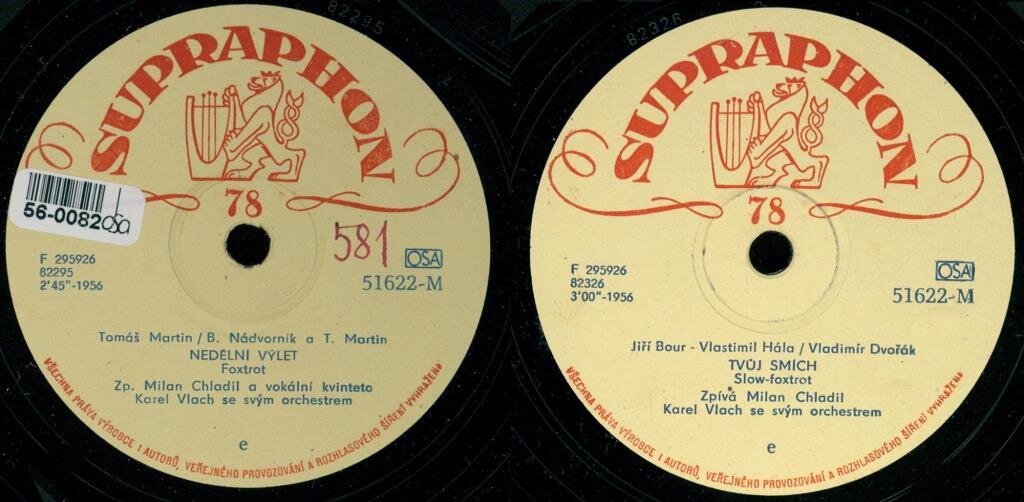 82295
SUPRAPHON
78
56-0082 osa
581
F 295926
82295
2'45"-1956
OSA
51622-M
Tomáš Martin / B. Nádvorník a T. Martin
NEDĚLNÍ VÝLET
Foxtrot
Zp. Milan Chladil a vokální kvinteto
Karel Vlach se svým orchestrem
e
VŠECHNA PRÁVA VÝROBCE I AUTORŮ, VEŘEJNÉHO PROVOZOVÁNÍ A ROZHLASOVÉHO ŠÍŘENÍ VYHRAŽENA
82326
SUPRAPHON
78
F 295926
82326
3'00"-1956
OSA
51622-M
Jiří Bour - Vlastimil Hála / Vladimír Dvořák
TVŮJ SMÍCH
Slow-foxtrot
Zpívá Milan Chladil
Karel Vlach se svým orchestrem
e
VŠECHNA PRÁVA VÝROBCE I AUTORŮ, VEŘEJNÉHO PROVOZOVÁNÍ A ROZHLASOVÉHO ŠÍŘENÍ VYHRAŽENA